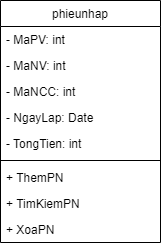 phieunhap
- MaPV: int
- MaNV: int
- MaNCC: int
- NgayLap: Date
- TongTien: int
+ ThemPN
+ TimKiemPN
+ XoaPN